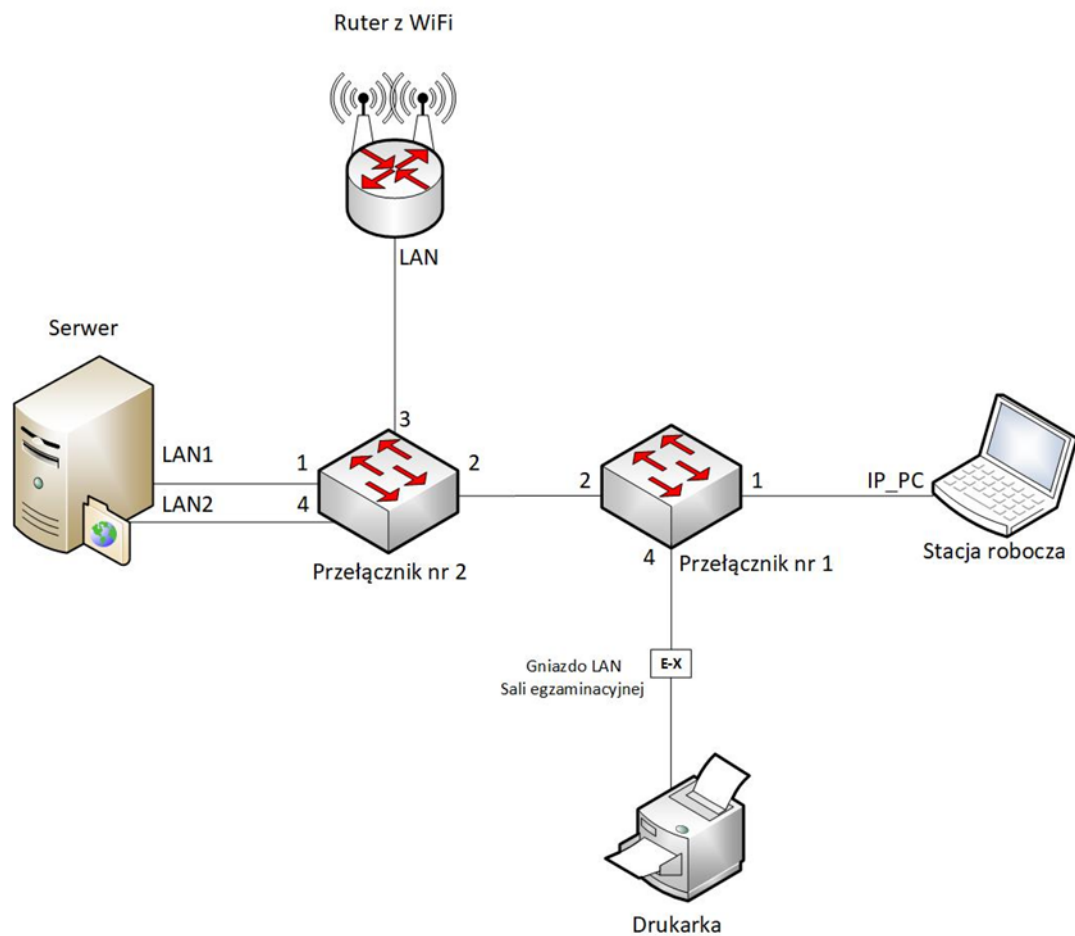 Ruter z WiFi
LAN
Serwer
LAN1
LAN2
1
4
3
2
Przełącznik nr 2
2
1
4
Przełącznik nr 1
IP_PC
Stacja robocza
Gniazdo LAN
Sali egzaminacyjnej
E-X
Drukarka